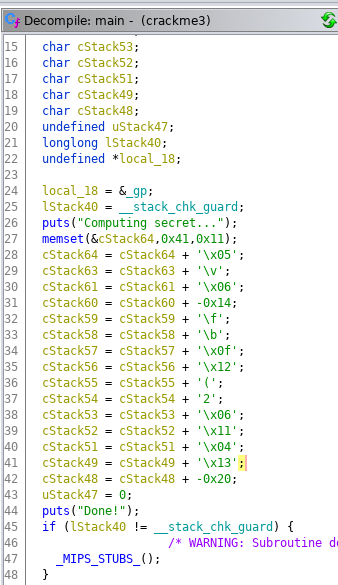 Decompile: main - (crackme3)
15 char cStack53;
16 char cStack52;
17 char cStack51;
18 char cStack49;
19 char cStack48;
20 undefined uStack47;
21 longlong lStack40;
22 undefined *local_18;
23
24 local_18 = &_gp;
25 lStack40 = __stack_chk_guard;
26 puts("Computing secret...");
27 memset(&cStack64,0x41,0x11);
28 cStack64 = cStack64 + '\x05';
29 cStack63 = cStack63 + '\v';
30 cStack61 = cStack61 + '\x06';
31 cStack60 = cStack60 + -0x14;
32 cStack59 = cStack59 + '\f';
33 cStack58 = cStack58 + '\b';
34 cStack57 = cStack57 + '\x0f';
35 cStack56 = cStack56 + '\x12';
36 cStack55 = cStack55 + '(';
37 cStack54 = cStack54 + '2';
38 cStack53 = cStack53 + '\x06';
39 cStack52 = cStack52 + '\x11';
40 cStack51 = cStack51 + '\x04';
41 cStack49 = cStack49 + '\x13';
42 cStack48 = cStack48 + -0x20;
43 uStack47 = 0;
44 puts("Done!");
45 if (lStack40 != __stack_chk_guard) {
46 /* WARNING: Subroutine d
47 _MIPS_STUBS_();
48 }